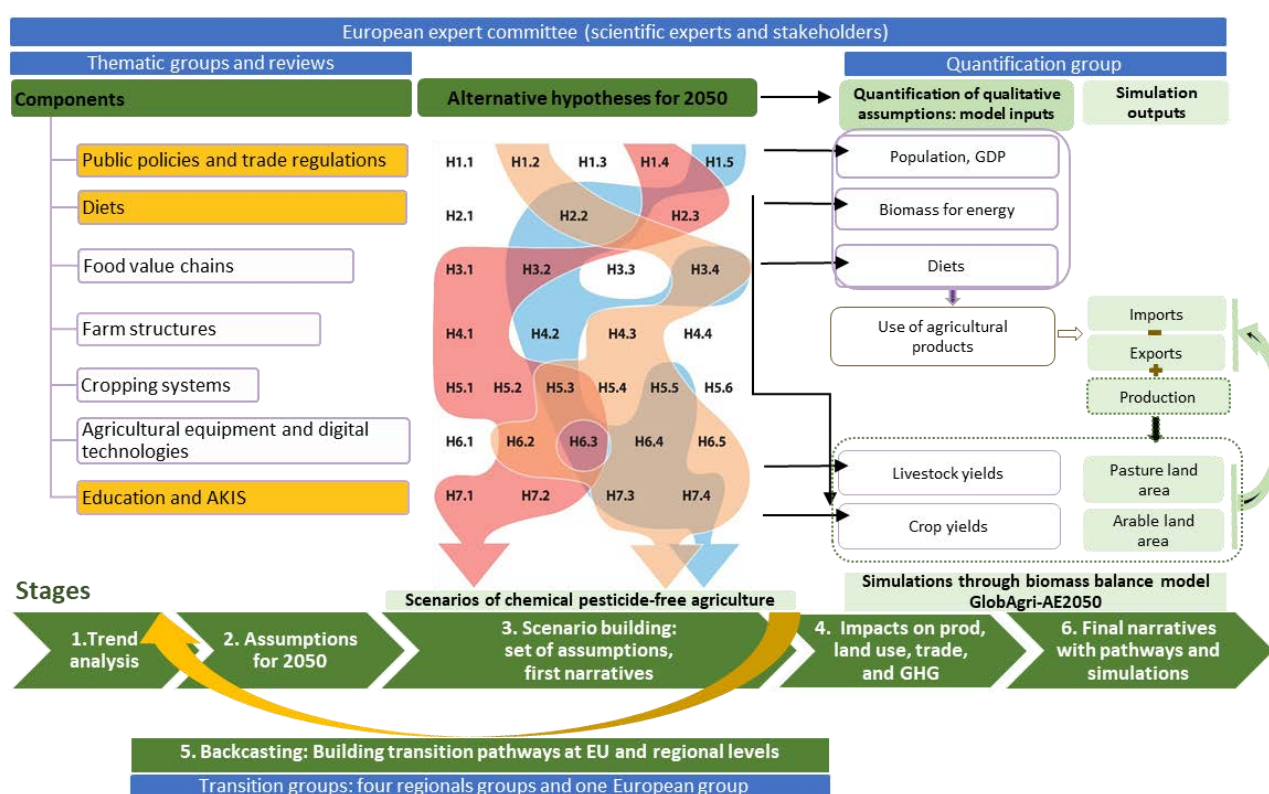 European expert committee (scientific experts and stakeholders)
Thematic groups and reviews
Quantification group
Components
Alternative hypotheses for 2050
Quantification of qualitative
assumptions: model inputs
Simulation
outputs
Public policies and trade regulations
Diets
Food value chains
Farm structures
Cropping systems
Agricultural equipment and digital
technologies
Education and AKIS
H1.1 H1.2 H1.3 H1.4 H1.5
H2.1 H2.2 H2.3
H3.1 H3.2 H3.3 H3.4
H4.1 H4.2 H4.3 H4.4
H5.1 H5.2 H5.3 H5.4 H5.5 H5.6
H6.1 H6.2 H6.3 H6.4 H6.5
H7.1 H7.2 H7.3 H7.4
Population, GDP
Biomass for energy
Diets
Use of agricultural
products
Imports
Exports
Production
Livestock yields
Crop yields
Pasture land
area
Arable land
area
Stages
Scenarios of chemical pesticide-free agriculture
Simulations through biomass balance model
GlobAgri-AE2050
1.Trend
analysis
2. Assumptions
for 2050
3. Scenario building:
set of assumptions,
first narratives
4. Impacts on prod,
land use, trade,
and GHG
6. Final narratives
with pathways and
simulations
5. Backcasting: Building transition pathways at EU and regional levels
Transition groups: four regionals groups and one European group